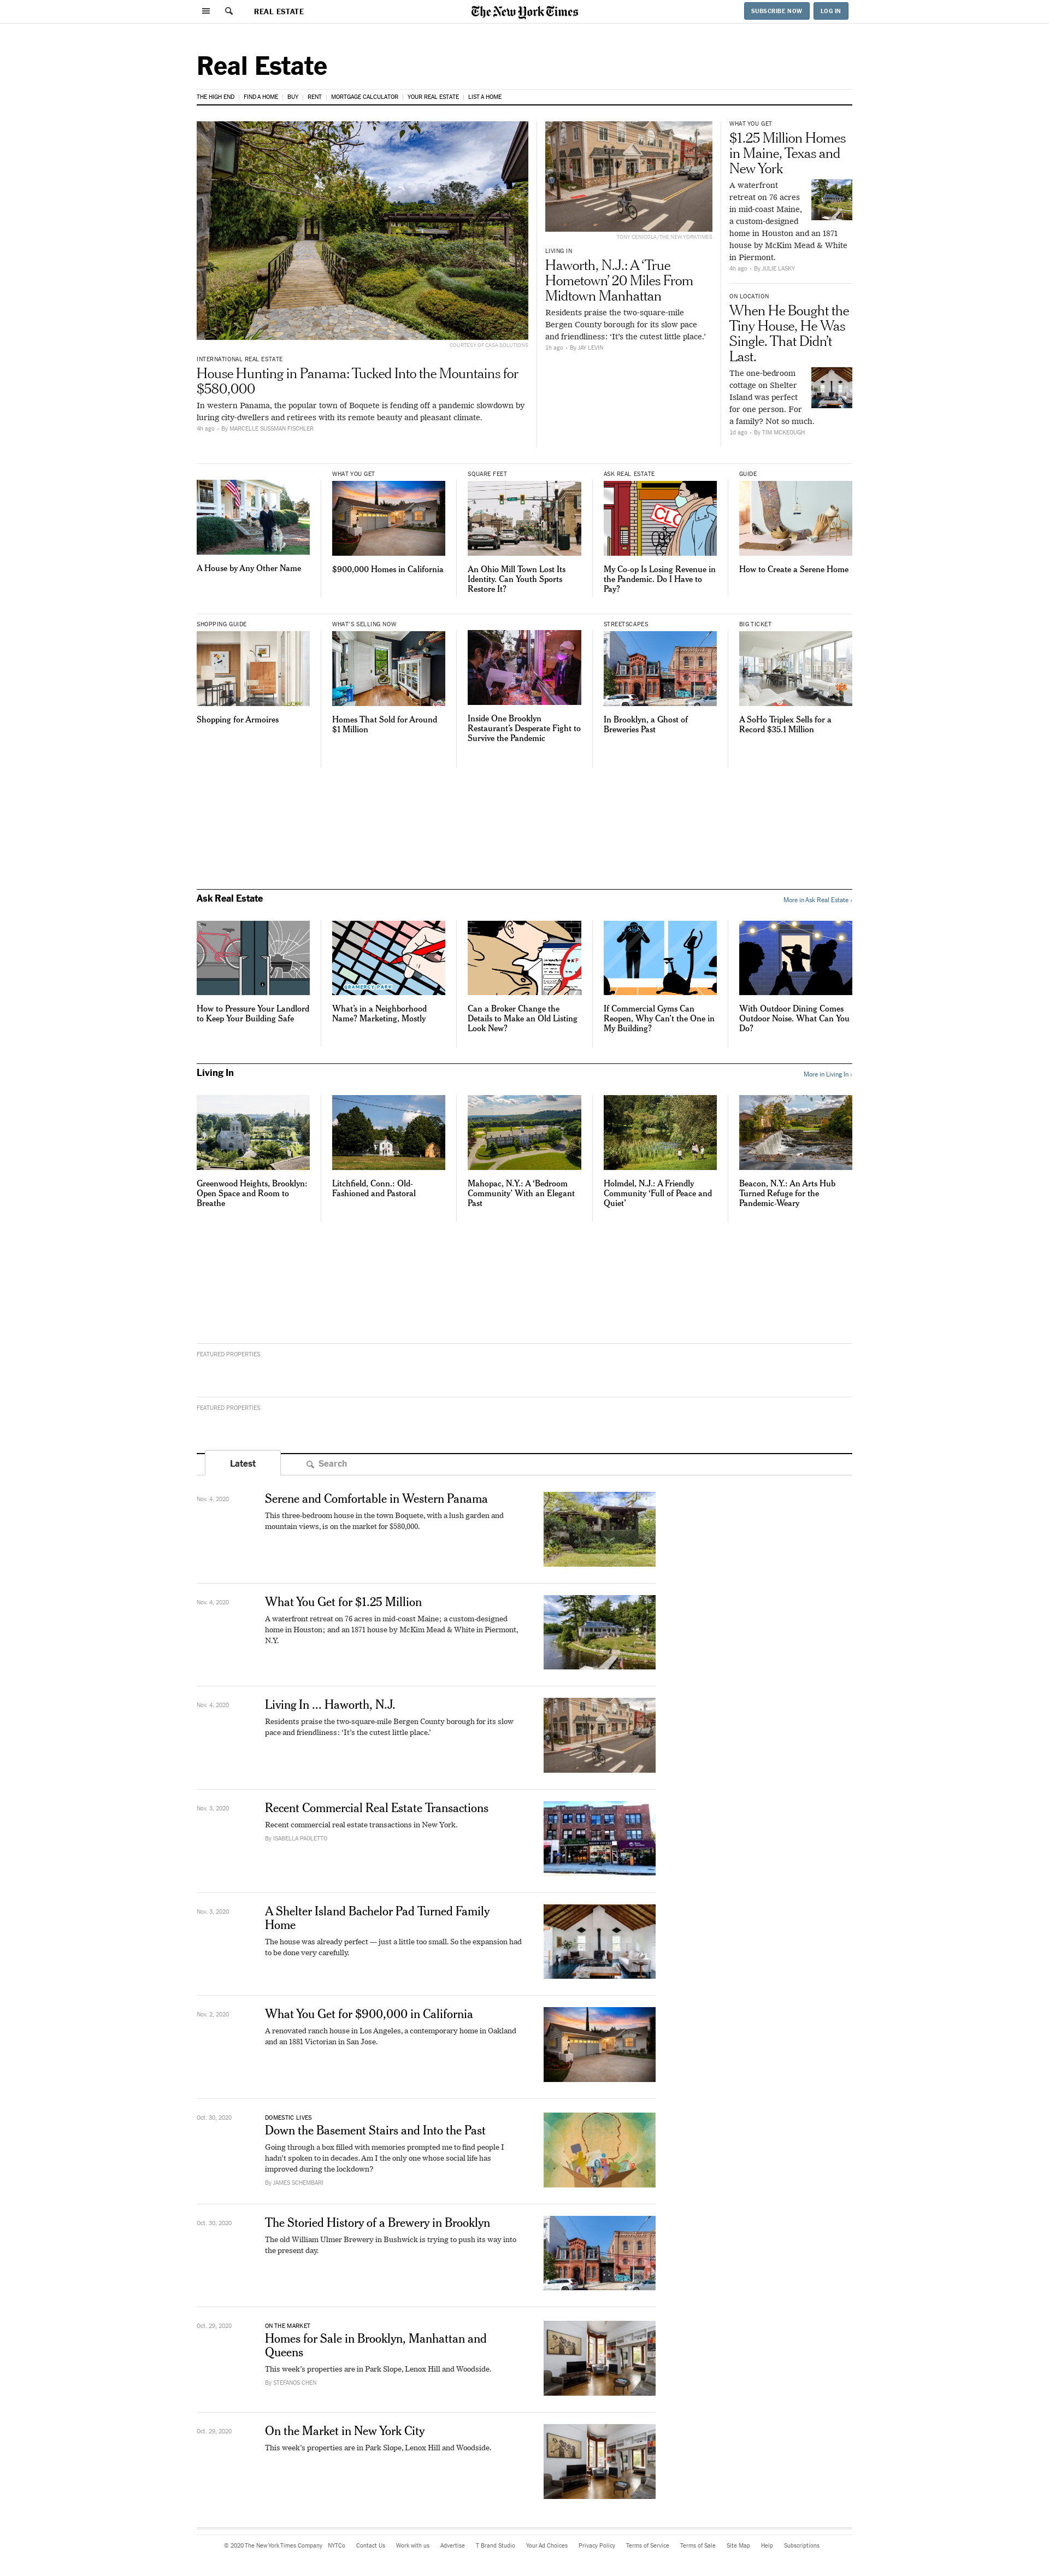 REAL ESTATE
The New York Times
SUBSCRIBE NOW
LOG IN
Real Estate
THE HIGH END
FIND A HOME
BUY
RENT
MORTGAGE CALCULATOR
YOUR REAL ESTATE
LIST A HOME
COURTESY OF CASA SOLUTIONS
INTERNATIONAL REAL ESTATE
House Hunting in Panama: Tucked Into the Mountains for
$580,000
In western Panama, the popular town of Boquete is fending off a pandemic slowdown by
luring city-dwellers and retirees with its remote beauty and pleasant climate.
4h ago · By MARCELLE SUSSMAN FISCHLER
TONY CENICOLA/THE NEW YORK TIMES
LIVING IN
Haworth, N.J.: A ‘True
Hometown’ 20 Miles From
Midtown Manhattan
Residents praise the two-square-mile
Bergen County borough for its slow pace
and friendliness: ‘It’s the cutest little place.’
1h ago · By JAY LEVIN
WHAT YOU GET
$1.25 Million Homes
in Maine, Texas and
New York
A waterfront
retreat on 76 acres
in mid-coast Maine,
a custom-designed
home in Houston and an 1871
house by McKim Mead & White
in Piermont.
4h ago · By JULIE LASKY
ON LOCATION
When He Bought the
Tiny House, He Was
Single. That Didn’t
Last.
The one-bedroom
cottage on Shelter
Island was perfect
for one person. For
a family? Not so much.
1d ago · By TIM MCKEOUGH
A House by Any Other Name
WHAT YOU GET
$900,000 Homes in California
SQUARE FEET
An Ohio Mill Town Lost Its
Identity. Can Youth Sports
Restore It?
ASK REAL ESTATE
CLO
My Co-op Is Losing Revenue in
the Pandemic. Do I Have to
Pay?
GUIDE
How to Create a Serene Home
SHOPPING GUIDE
Shopping for Armoires
WHAT’S SELLING NOW
Homes That Sold for Around
$1 Million
Inside One Brooklyn
Restaurant’s Desperate Fight to
Survive the Pandemic
STREETSCAPES
In Brooklyn, a Ghost of
Breweries Past
BIG TICKET
A SoHo Triplex Sells for a
Record $35.1 Million
Ask Real Estate
More in Ask Real Estate ›
How to Pressure Your Landlord
to Keep Your Building Safe
GRAMERCY PARK
What’s in a Neighborhood
Name? Marketing, Mostly
Can a Broker Change the
Details to Make an Old Listing
Look New?
If Commercial Gyms Can
Reopen, Why Can’t the One in
My Building?
With Outdoor Dining Comes
Outdoor Noise. What Can You
Do?
Living In
More in Living In ›
Greenwood Heights, Brooklyn:
Open Space and Room to
Breathe
Litchfield, Conn.: Old-
Fashioned and Pastoral
Mahopac, N.Y.: A ‘Bedroom
Community’ With an Elegant
Past
Holmdel, N.J.: A Friendly
Community ‘Full of Peace and
Quiet’
Beacon, N.Y.: An Arts Hub
Turned Refuge for the
Pandemic-Weary
FEATURED PROPERTIES
FEATURED PROPERTIES
Latest
Search
Nov. 4, 2020
Serene and Comfortable in Western Panama
This three-bedroom house in the town Boquete, with a lush garden and
mountain views, is on the market for $580,000.
Nov. 4, 2020
What You Get for $1.25 Million
A waterfront retreat on 76 acres in mid-coast Maine; a custom-designed
home in Houston; and an 1871 house by McKim Mead & White in Piermont,
N.Y.
Nov. 4, 2020
Living In ... Haworth, N.J.
Residents praise the two-square-mile Bergen County borough for its slow
pace and friendliness: ‘It’s the cutest little place.’
Nov. 3, 2020
Recent Commercial Real Estate Transactions
Recent commercial real estate transactions in New York.
By ISABELLA PAOLETTO
Nov. 3, 2020
A Shelter Island Bachelor Pad Turned Family
Home
The house was already perfect — just a little too small. So the expansion had
to be done very carefully.
Nov. 2, 2020
What You Get for $900,000 in California
A renovated ranch house in Los Angeles, a contemporary home in Oakland
and an 1881 Victorian in San Jose.
Oct. 30, 2020
DOMESTIC LIVES
Down the Basement Stairs and Into the Past
Going through a box filled with memories prompted me to find people I
hadn’t spoken to in decades. Am I the only one whose social life has
improved during the lockdown?
By JAMES SCHEMBARI
Oct. 30, 2020
The Storied History of a Brewery in Brooklyn
The old William Ulmer Brewery in Bushwick is trying to push its way into
the present day.
Oct. 29, 2020
ON THE MARKET
Homes for Sale in Brooklyn, Manhattan and
Queens
This week’s properties are in Park Slope, Lenox Hill and Woodside.
By STEFANOS CHEN
Oct. 29, 2020
On the Market in New York City
This week’s properties are in Park Slope, Lenox Hill and Woodside.
© 2020 The New York Times Company
NYTCo
Contact Us
Work with us
Advertise
T Brand Studio
Your Ad Choices
Privacy Policy
Terms of Service
Terms of Sale
Site Map
Help
Subscriptions